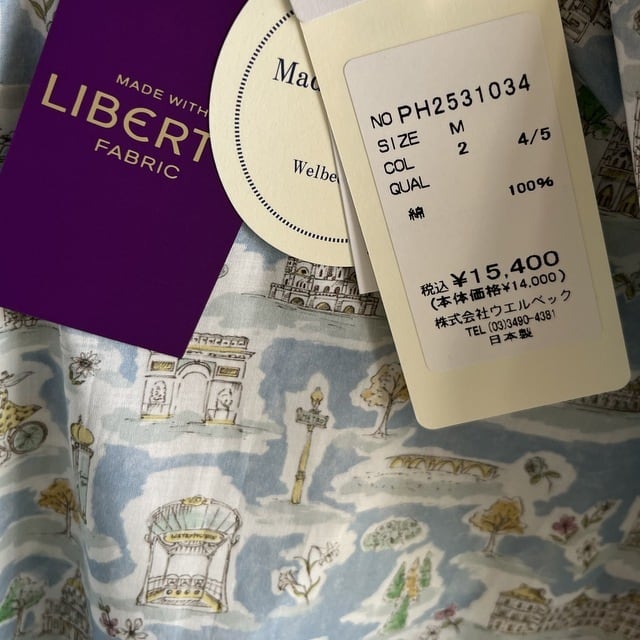 MADE WITH
LIBERT
FABRIC
Mad
Welbe
NO PH2531034
SIZE M
COL 2 4/5
QUAL
綿 100%
税込 ¥15,400
(本体価格¥14,000)
株式会社ウエルベック
TEL(03)3490-4381
日本製